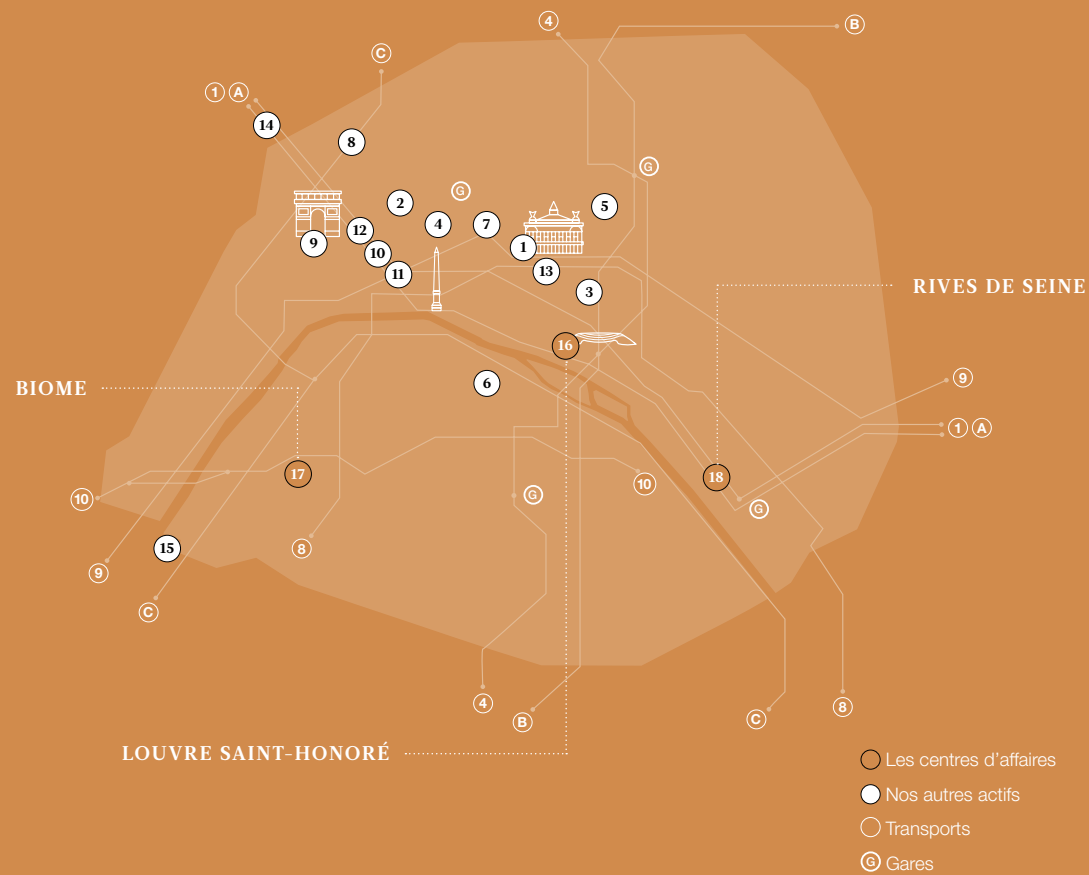 4
B
C
1 A
14
8
G
G
2
5
4
7
12
9
1
10
11
13
3
RIVES DE SEINE
16
9
6
BIOME
1 A
17
18
10
10
G
G
15
8
9
C
4
B
C
8
LOUVRE SAINT-HONORÉ
Les centres d'affaires
Nos autres actifs
Transports
G Gares